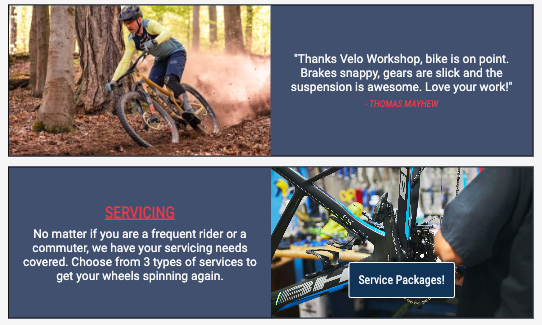 "Thanks Velo Workshop, bike is on point.
Brakes snappy, gears are slick and the
suspension is awesome. Love your work!"
- THOMAS MAYHEW
SERVICING
No matter if you are a frequent rider or a
commuter, we have your servicing needs
covered. Choose from 3 types of services to
get your wheels spinning again.
Service Packages!